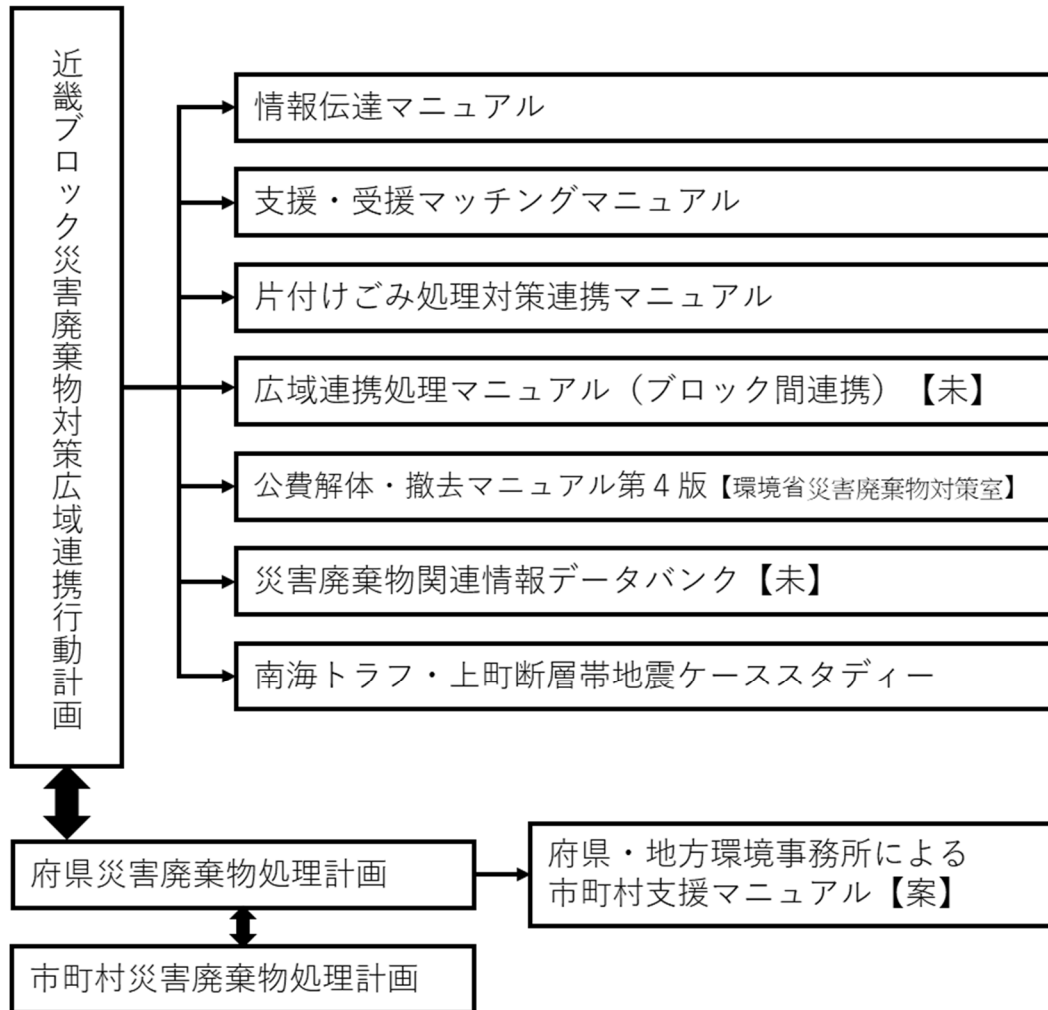 近畿ブロック災害廃棄物対策広域連携行動計画
情報伝達マニュアル
支援・受援マッチングマニュアル
片付けごみ処理対策連携マニュアル
広域連携処理マニュアル（ブロック間連携）【未】
公費解体・撤去マニュアル第４版【環境省災害廃棄物対策室】
災害廃棄物関連情報データバンク【未】
南海トラフ・上町断層帯地震ケーススタディー
府県災害廃棄物処理計画
府県・地方環境事務所による
市町村支援マニュアル【案】
市町村災害廃棄物処理計画